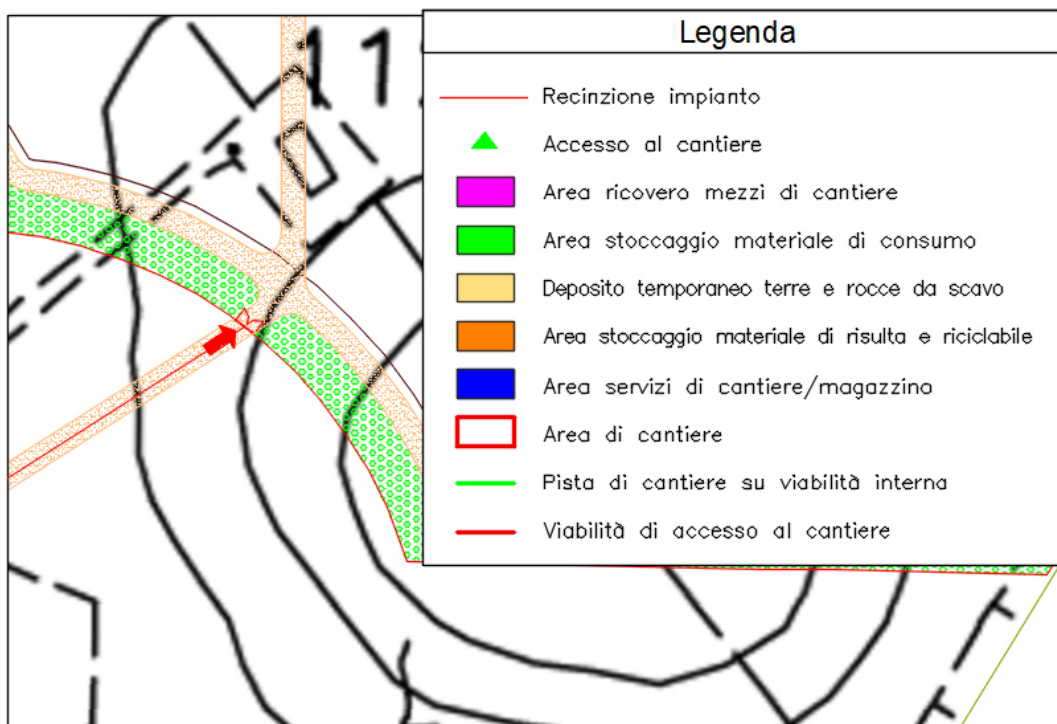 11
Legenda
Recinzione impianto
Accesso al cantiere
Area ricovero mezzi di cantiere
Area stoccaggio materiale di consumo
Deposito temporaneo terre e rocce da scavo
Area stoccaggio materiale di risulta e riciclabile
Area servizi di cantiere/magazzino
Area di cantiere
Pista di cantiere su viabilità interna
Viabilità di accesso al cantiere